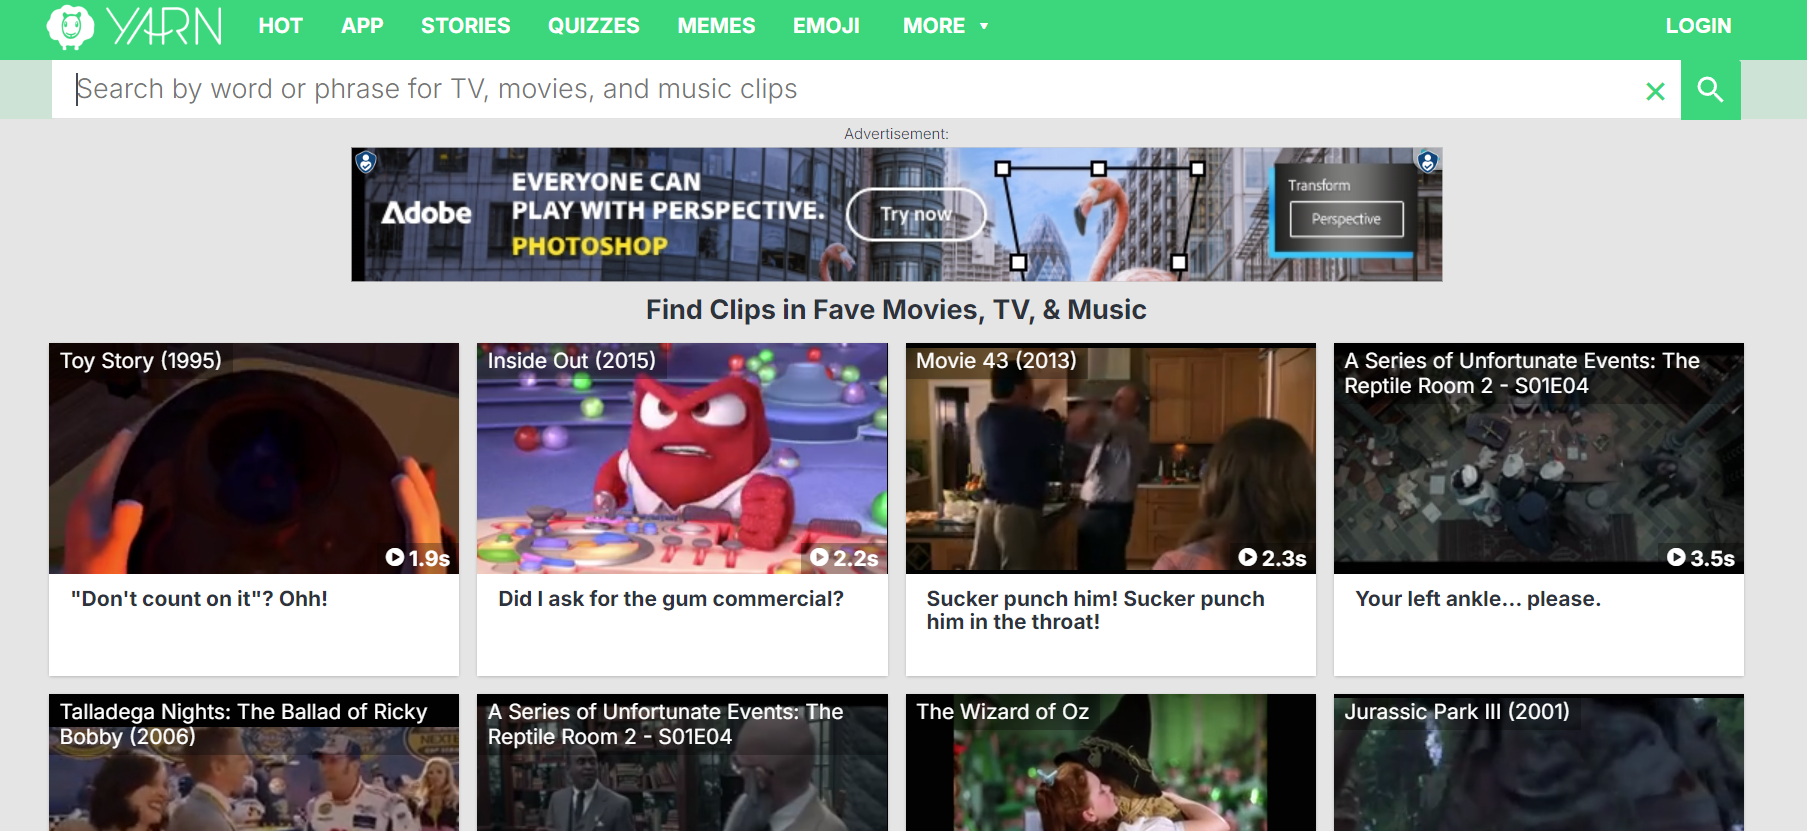 YARN
HOT APP STORIES QUIZZES MEMES EMOJI MORE LOGIN
Search by word or phrase for TV, movies, and music clips
Advertisement:
Adobe
EVERYONE CAN
PLAY WITH PERSPECTIVE.
PHOTOSHOP
Try now
Transform
Perspective
Find Clips in Fave Movies, TV, & Music
Toy Story (1995)
1.9s
"Don't count on it"? Ohh!
Inside Out (2015)
2.2s
Did I ask for the gum commercial?
Movie 43 (2013)
2.3s
Sucker punch him! Sucker punch
him in the throat!
A Series of Unfortunate Events: The
Reptile Room 2 - S01E04
3.5s
Your left ankle... please.
Talladega Nights: The Ballad of Ricky
Bobby (2006)
A Series of Unfortunate Events: The
Reptile Room 2 - S01E04
The Wizard of Oz
Jurassic Park III (2001)